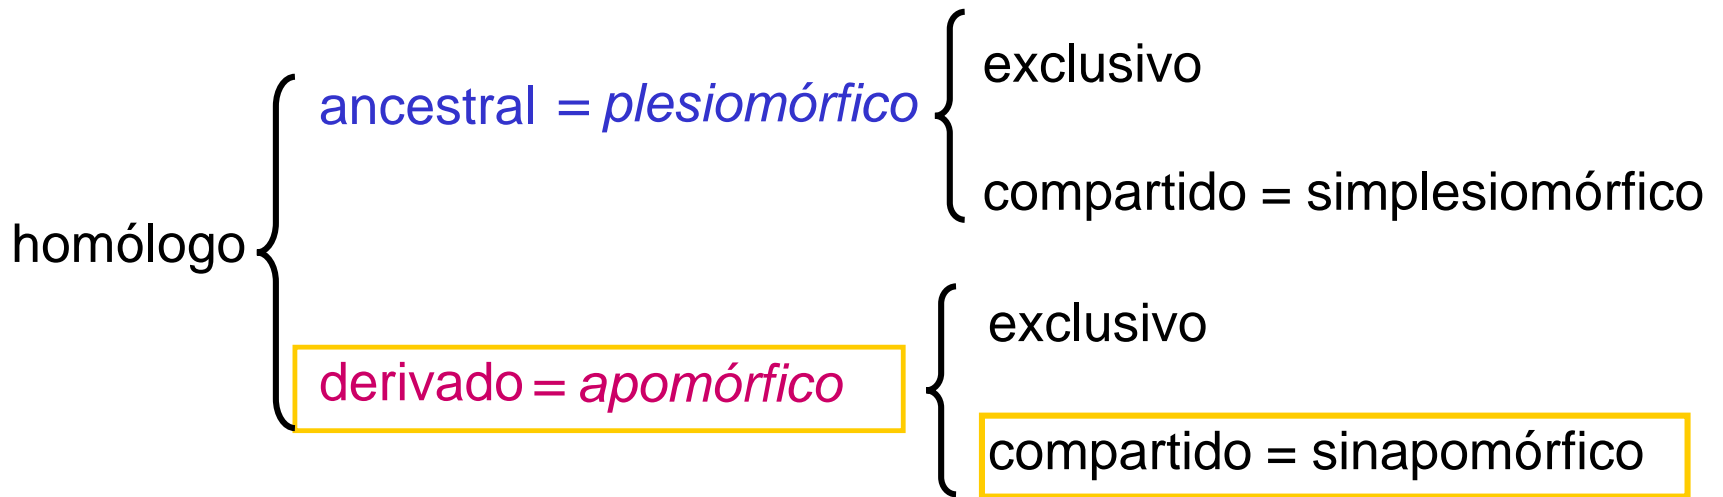 exclusivo
ancestral = plesiomórfico
compartido = simplesiomórfico
homólogo
exclusivo
derivado = apomórfico
compartido = sinapomórfico